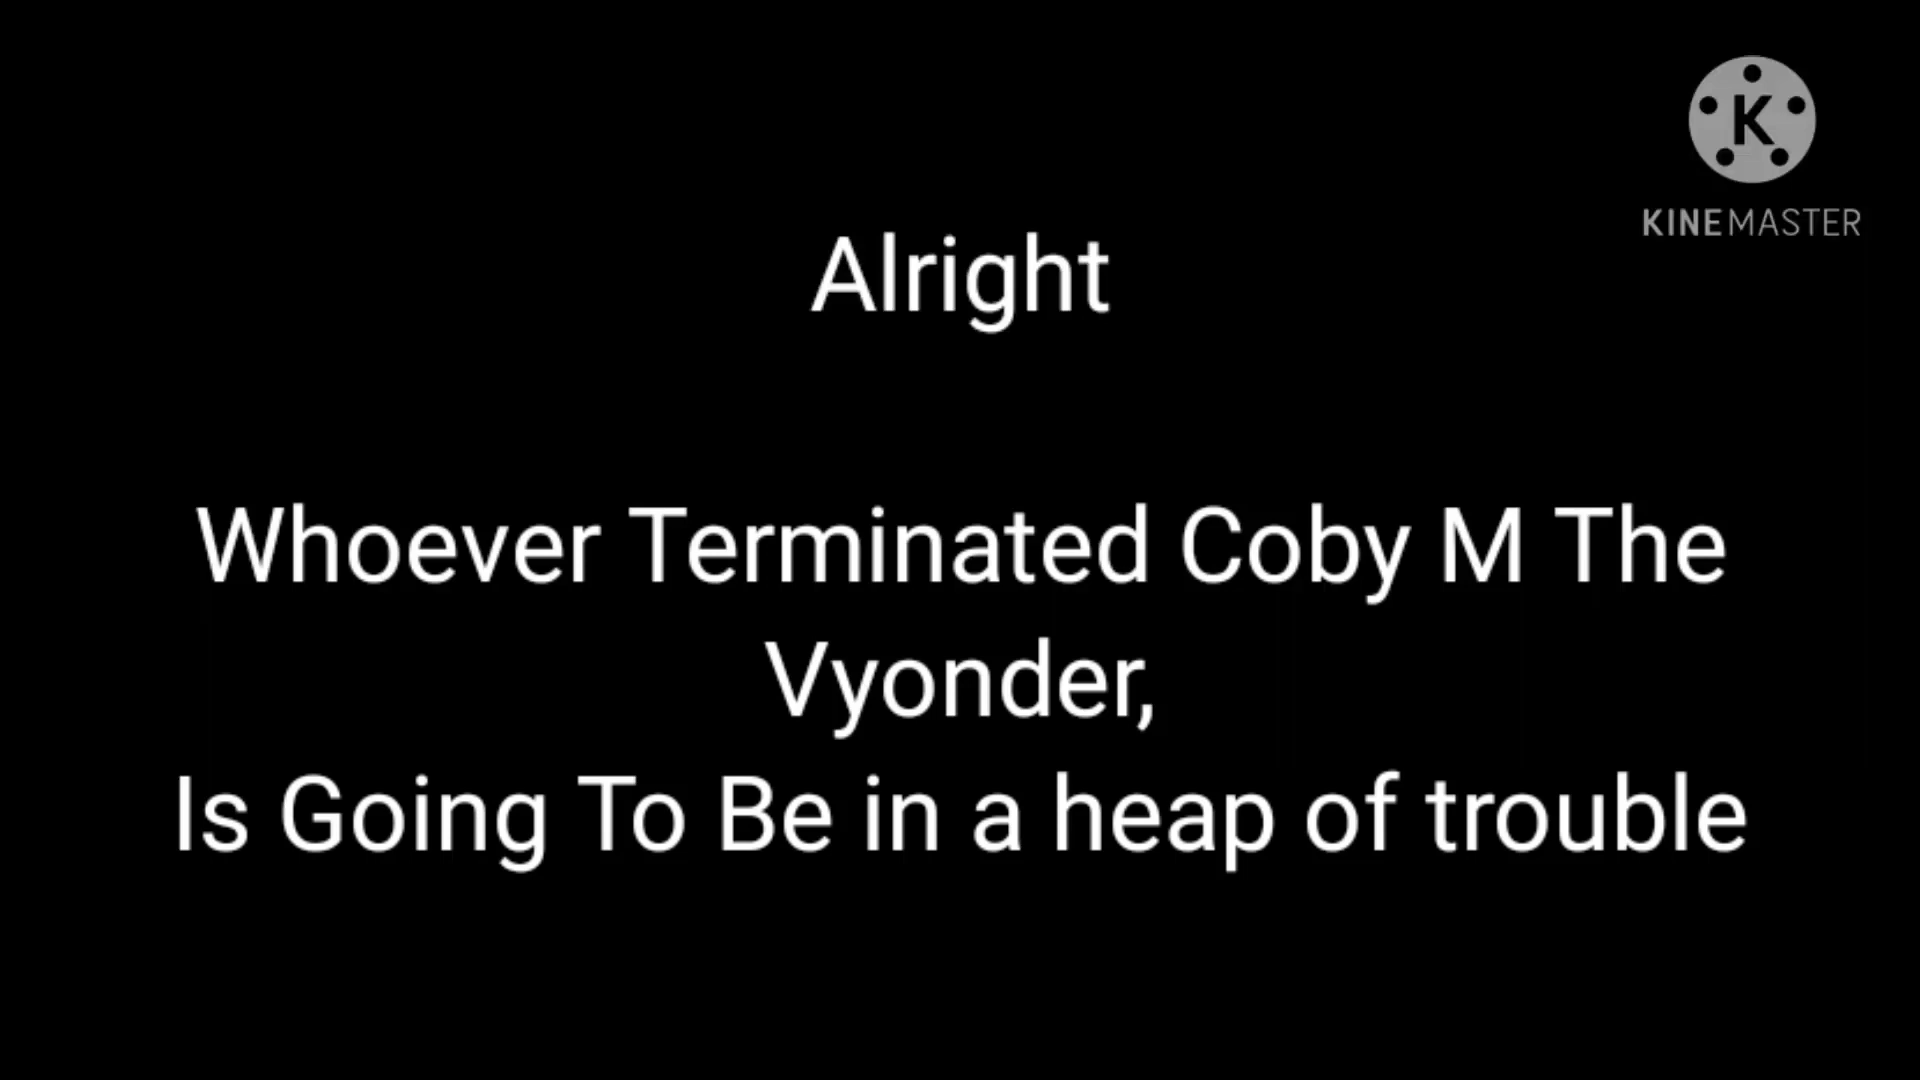 K
KINEMASTER
Alright
Whoever Terminated Coby M The
Vyonder,
Is Going To Be in a heap of trouble